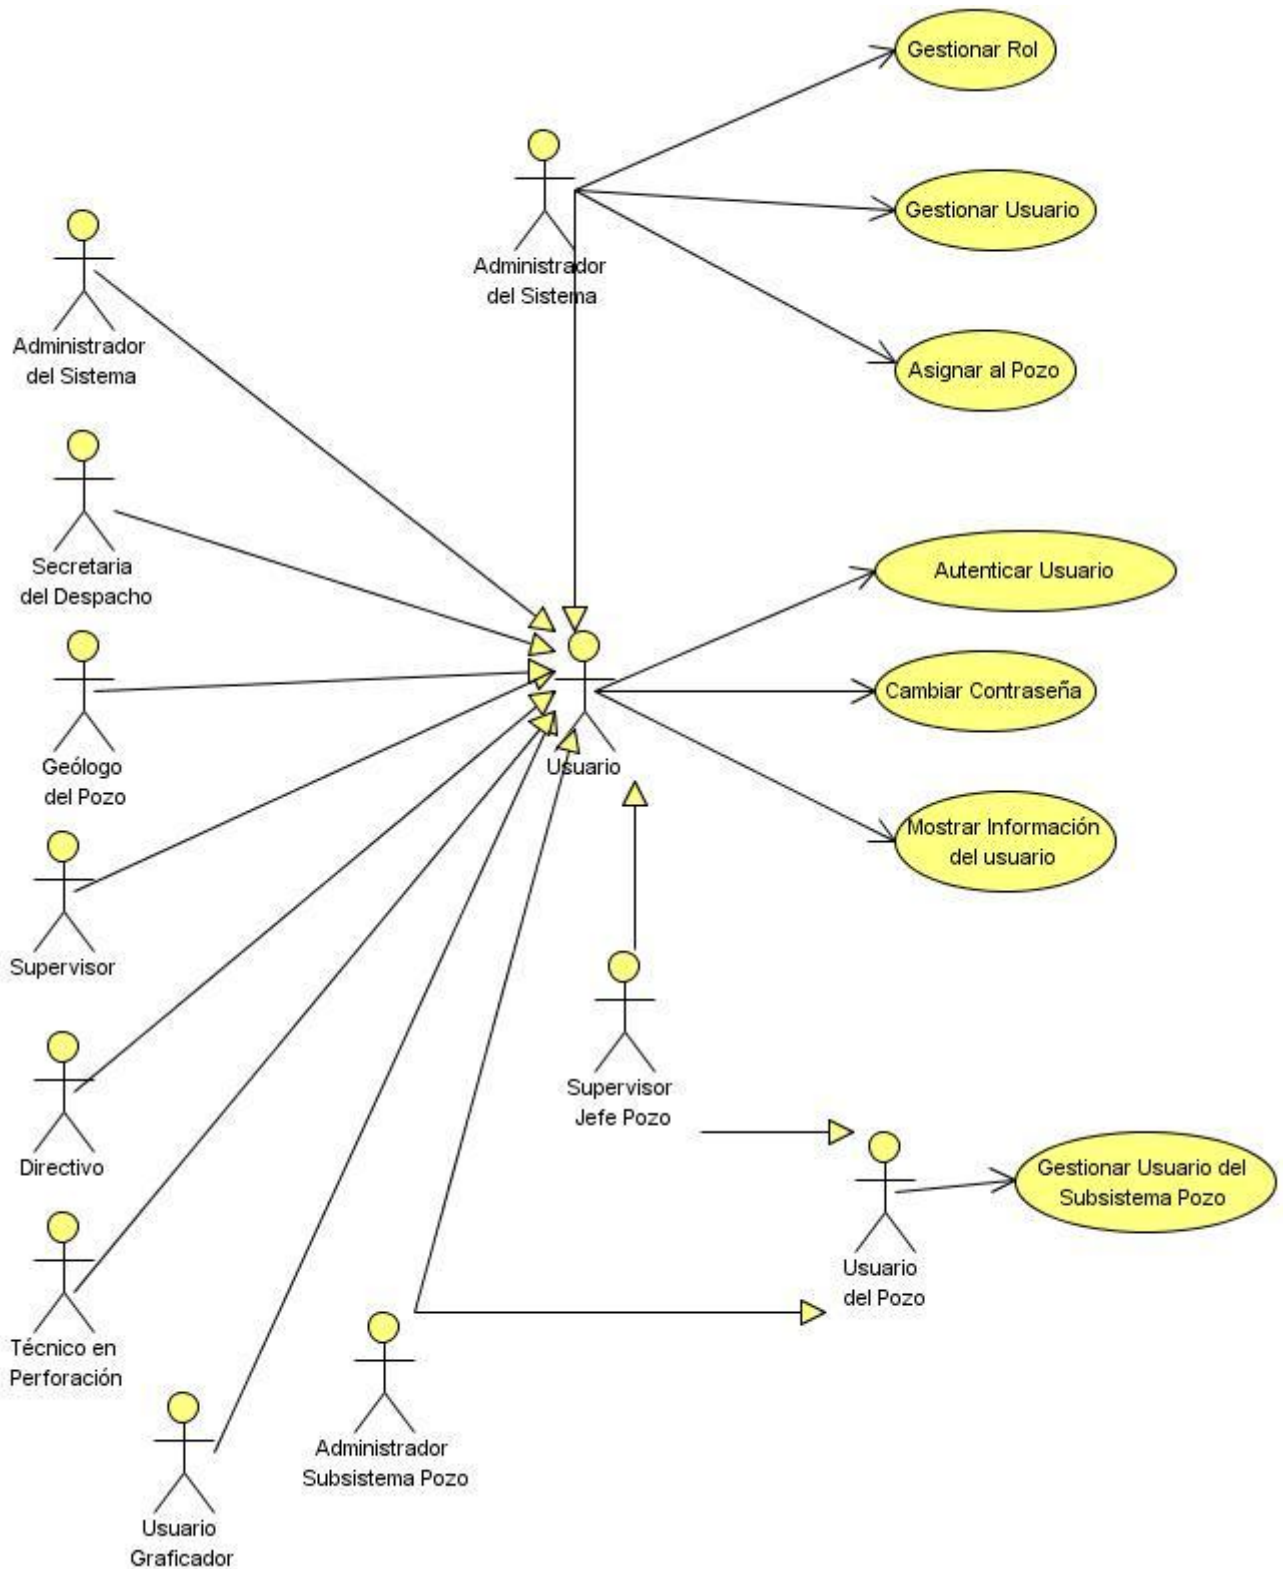 Gestionar Rol
Gestionar Usuario
Administrador
del Sistema
Administrador
del Sistema
Asignar al Pozo
Secretaria
del Despacho
Autenticar Usuario
Cambiar Contraseña
Geólogo
del Pozo
Usuario
Mostrar Información
del usuario
Supervisor
Supervisor
Jefe Pozo
Directivo
Gestionar Usuario del
Subsistema Pozo
Usuario
del Pozo
Técnico en
Perforación
Administrador
Subsistema Pozo
Usuario
Graficador